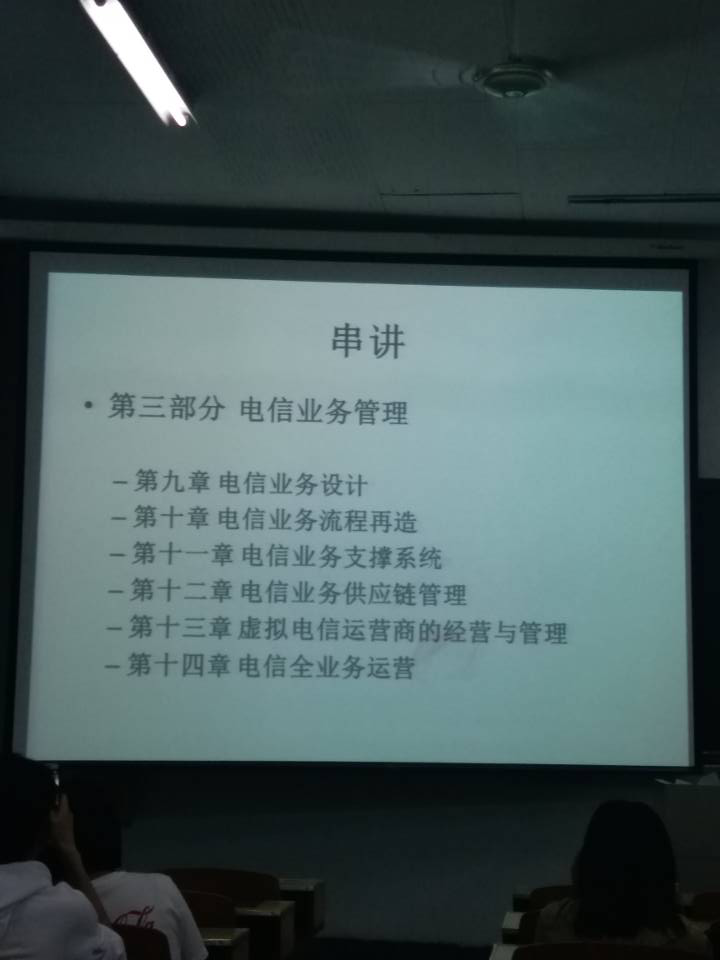 串讲
• 第三部分 电信业务管理
– 第九章 电信业务设计
– 第十章 电信业务流程再造
– 第十一章 电信业务支撑系统
– 第十二章 电信业务供应链管理
– 第十三章 虚拟电信运营商的经营与管理
– 第十四章 电信全业务运营